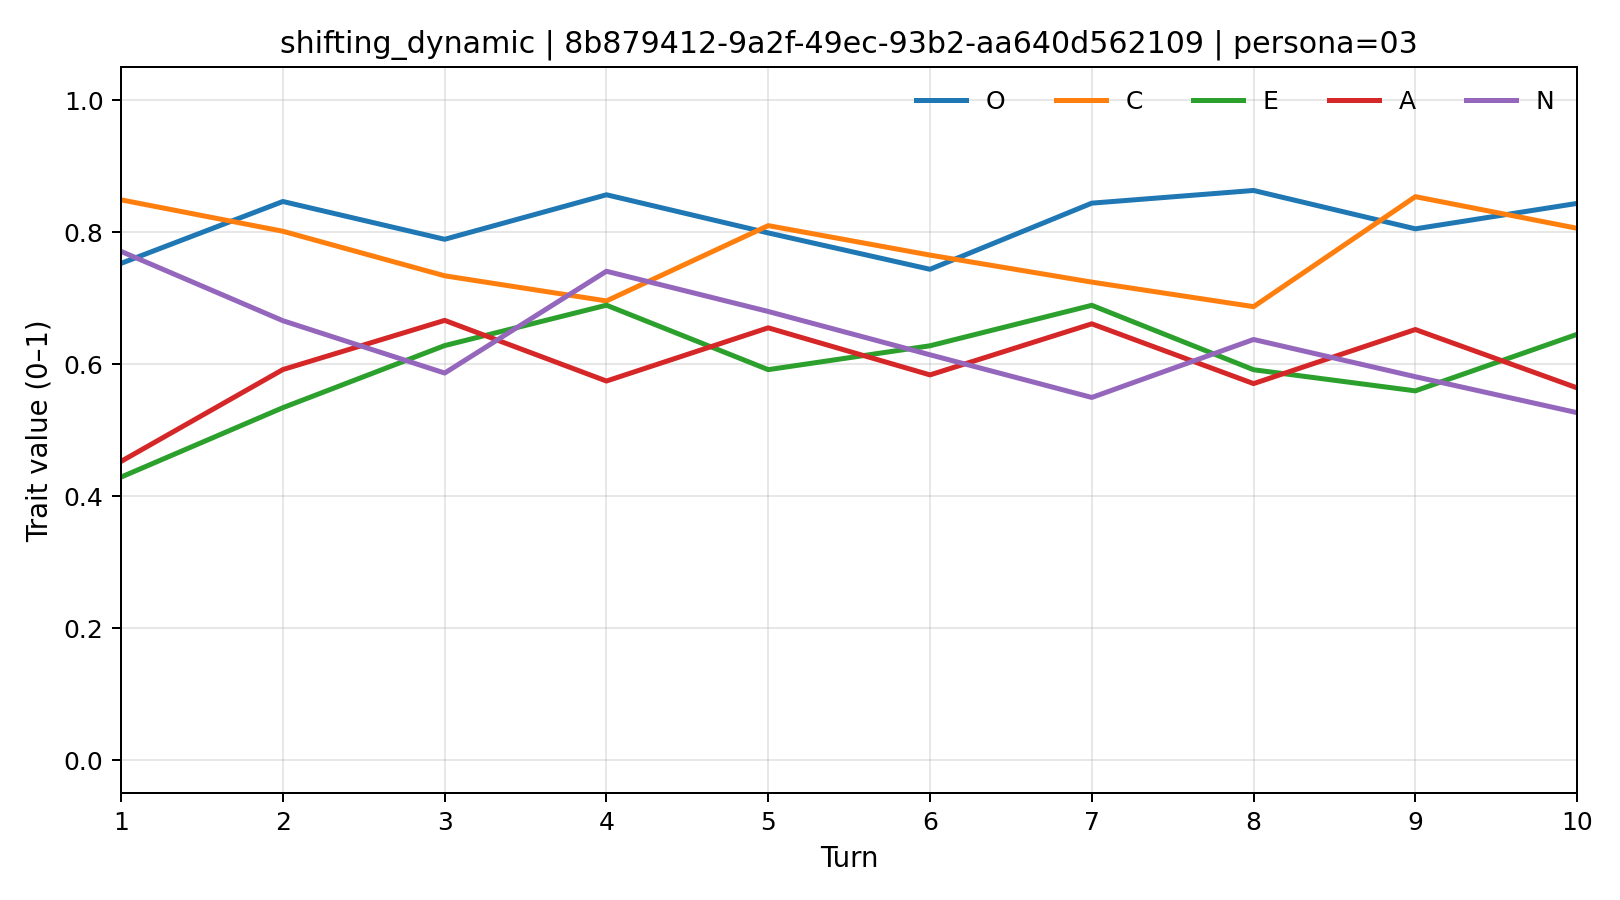 shifting_dynamic | 8b879412-9a2f-49ec-93b2-aa640d562109 | persona=03
O C E A N
1.0
0.8
0.6
0.4
0.2
0.0
Trait value (0–1)
1 2 3 4 5 6 7 8 9 10
Turn